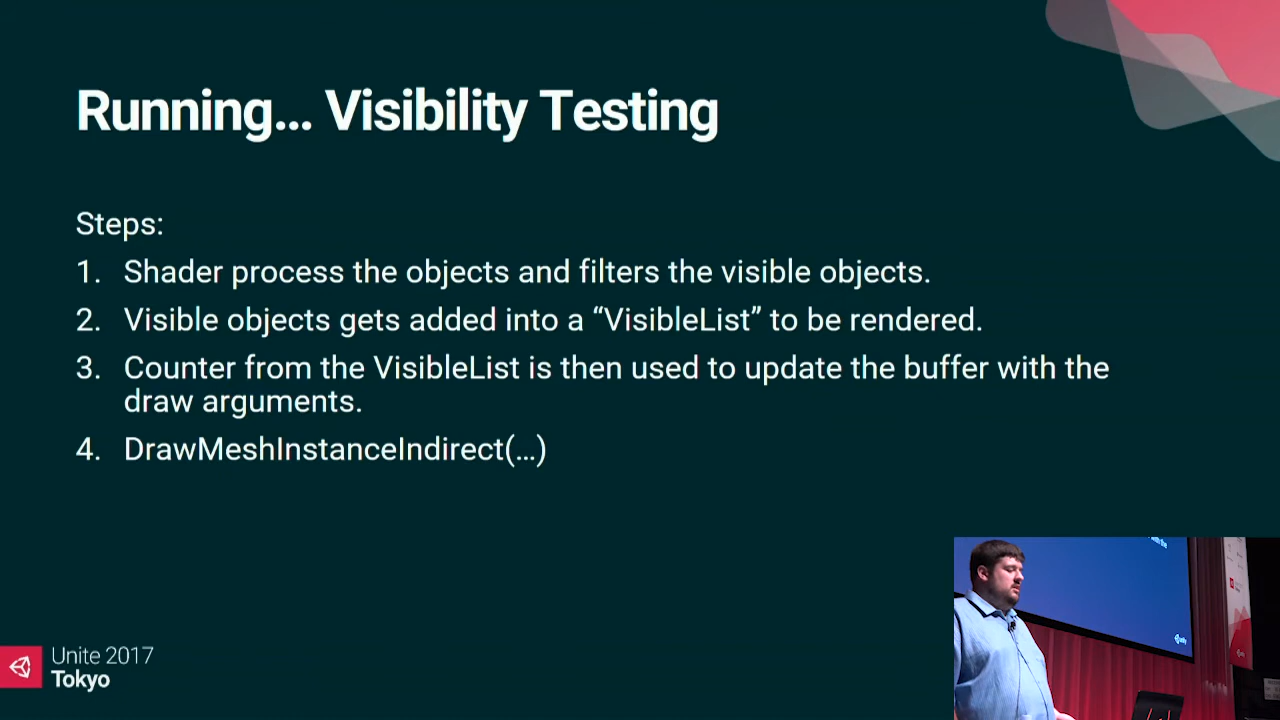 Running... Visibility Testing
Steps:
1. Shader process the objects and filters the visible objects.
2. Visible objects gets added into a “VisibleList” to be rendered.
3. Counter from the VisibleList is then used to update the buffer with the
draw arguments.
4. DrawMeshInstanceIndirect(...)
Unite 2017
Tokyo